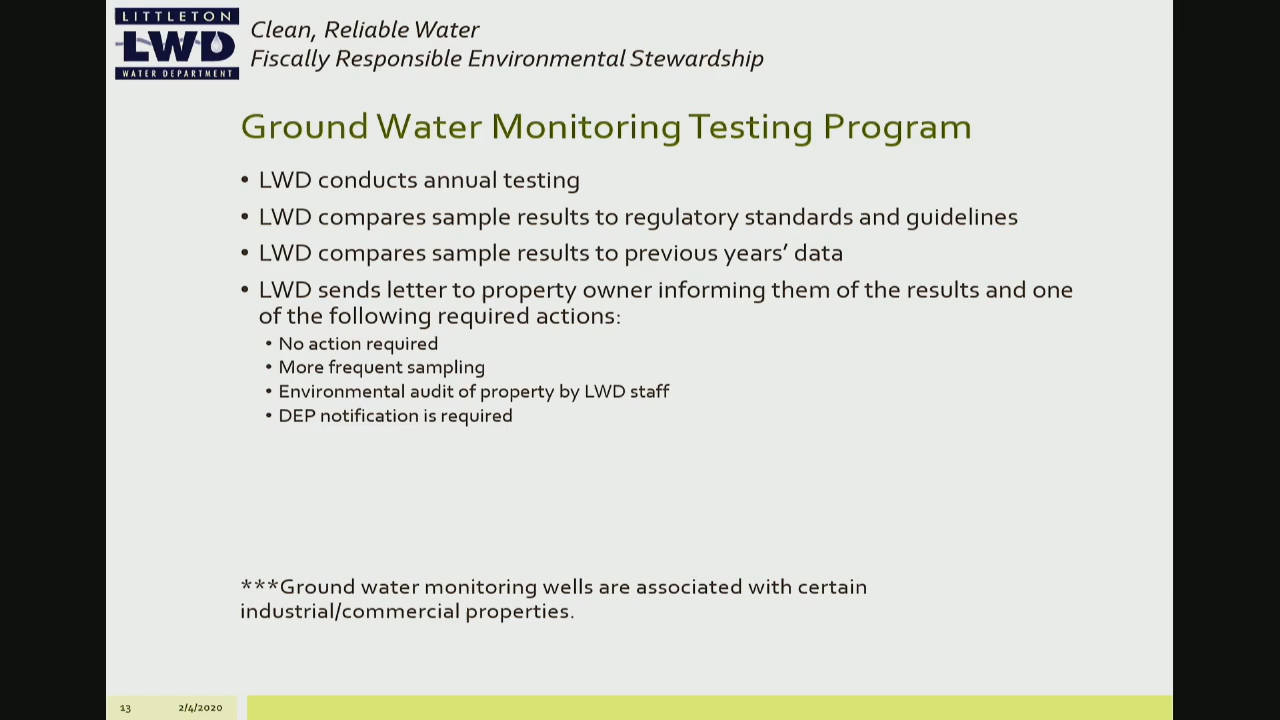 LITTLETON
LWD
WATER DEPARTMENT
Clean, Reliable Water
Fiscally Responsible Environmental Stewardship
Ground Water Monitoring Testing Program
• LWD conducts annual testing
• LWD compares sample results to regulatory standards and guidelines
• LWD compares sample results to previous years’ data
• LWD sends letter to property owner informing them of the results and one
of the following required actions:
• No action required
• More frequent sampling
• Environmental audit of property by LWD staff
• DEP notification is required
***Ground water monitoring wells are associated with certain
industrial/commercial properties.
13 2/4/2020